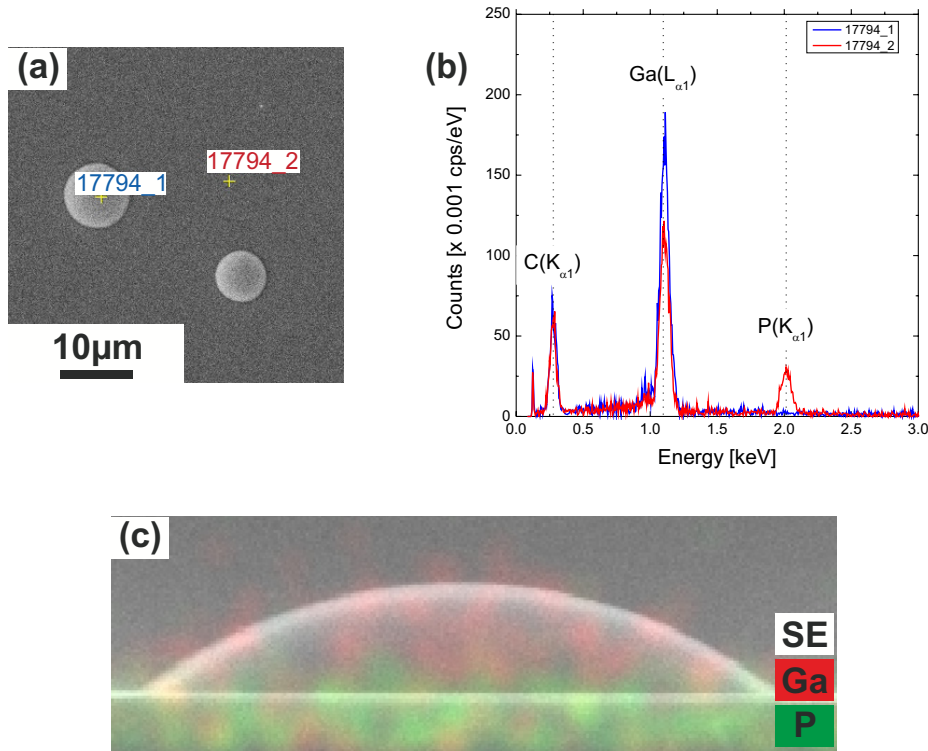 (a)
17794_1
17794_2
10µm
(b)
250
200
150
100
50
0
Counts [x 0.001 cps/eV]
17794_1
17794_2
Ga(Lα1)
C(Kα1)
P(Kα1)
0.0 0.5 1.0 1.5 2.0 2.5 3.0
Energy [keV]
(c)
SE
Ga
P